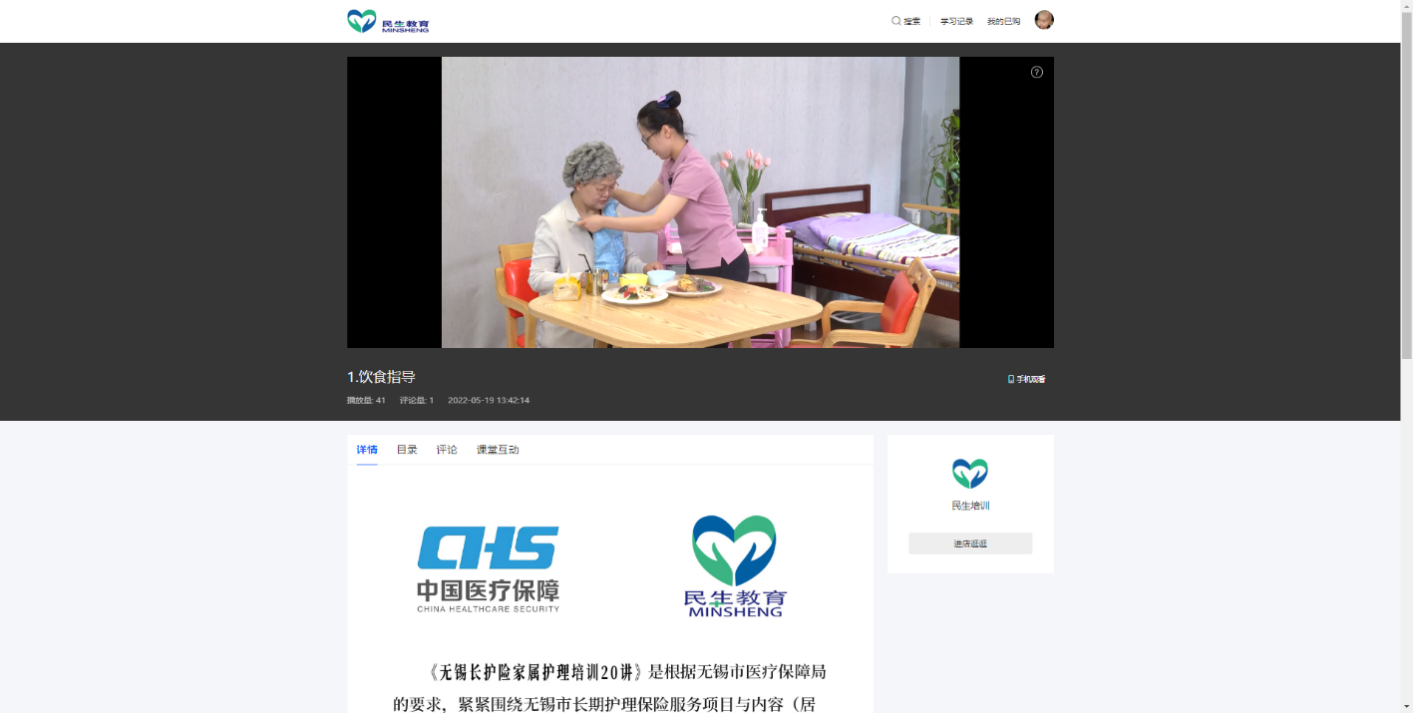 民生教育
MINSHENG
搜索
学习记录
我的已购
1.饮食指导
手机观看
播放量: 41 评论量: 1 2022-05-19 13:42:14
详情 目录 评论 课堂互动
CHS
中国医疗保障
CHINA HEALTHCARE SECURITY
民生教育
MINSHENG
《无锡长护险家属护理培训20讲》是根据无锡市医疗保障局
的要求，紧紧围绕无锡市长期护理保险服务项目与内容（居
民生培训
进店逛逛